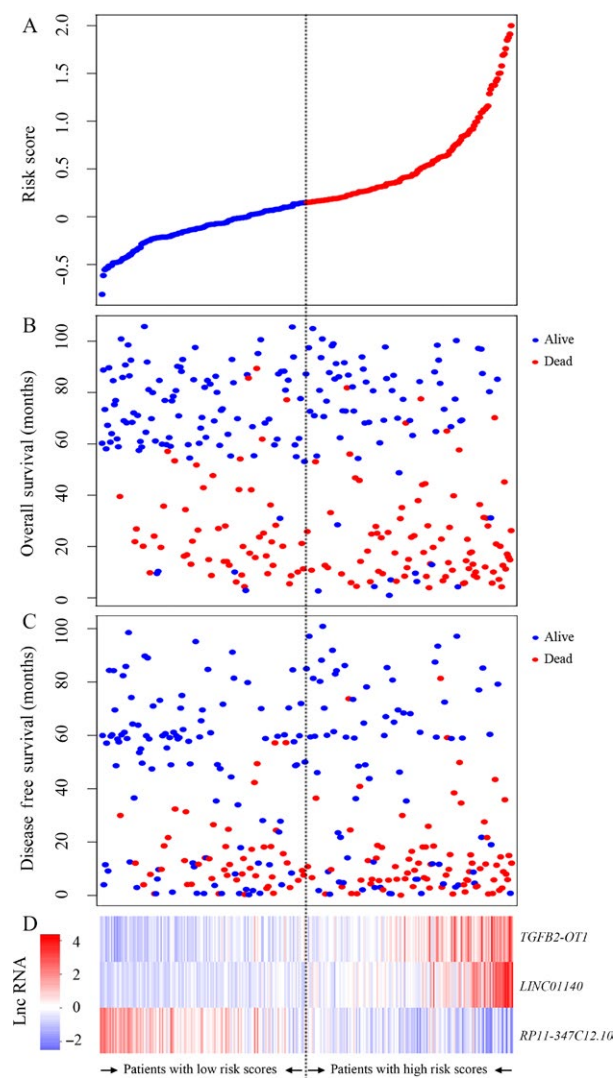 A
Risk score
2.0
1.5
1.0
0.5
0
−0.5
B
Overall survival (months)
100
80
60
40
20
0
Alive
Dead
C
Disease free survival (months)
100
80
60
40
20
0
Alive
Dead
D
Lnc RNA
4
2
0
−2
TGFB2-OT1
LINC01140
RP11-347C12.10
Patients with low risk scores
Patients with high risk scores